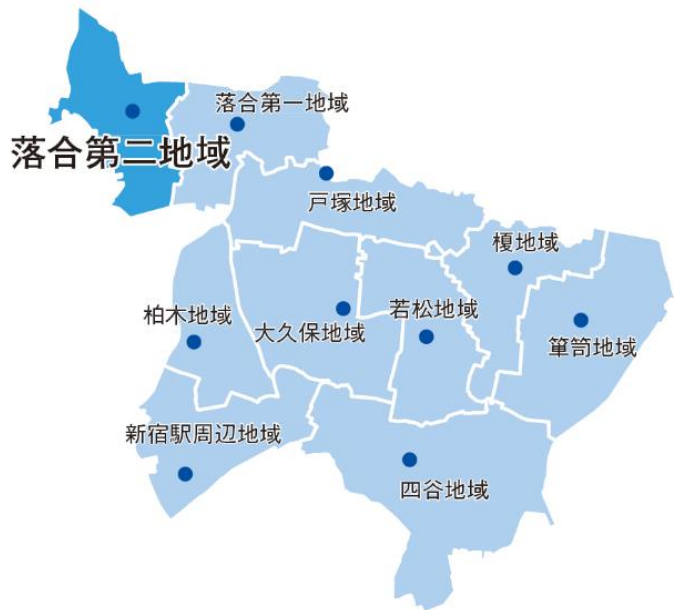 落合第一地域
落合第二地域
戸塚地域
榎地域
柏木地域
大久保地域
若松地域
箪笥地域
新宿駅周辺地域
四谷地域